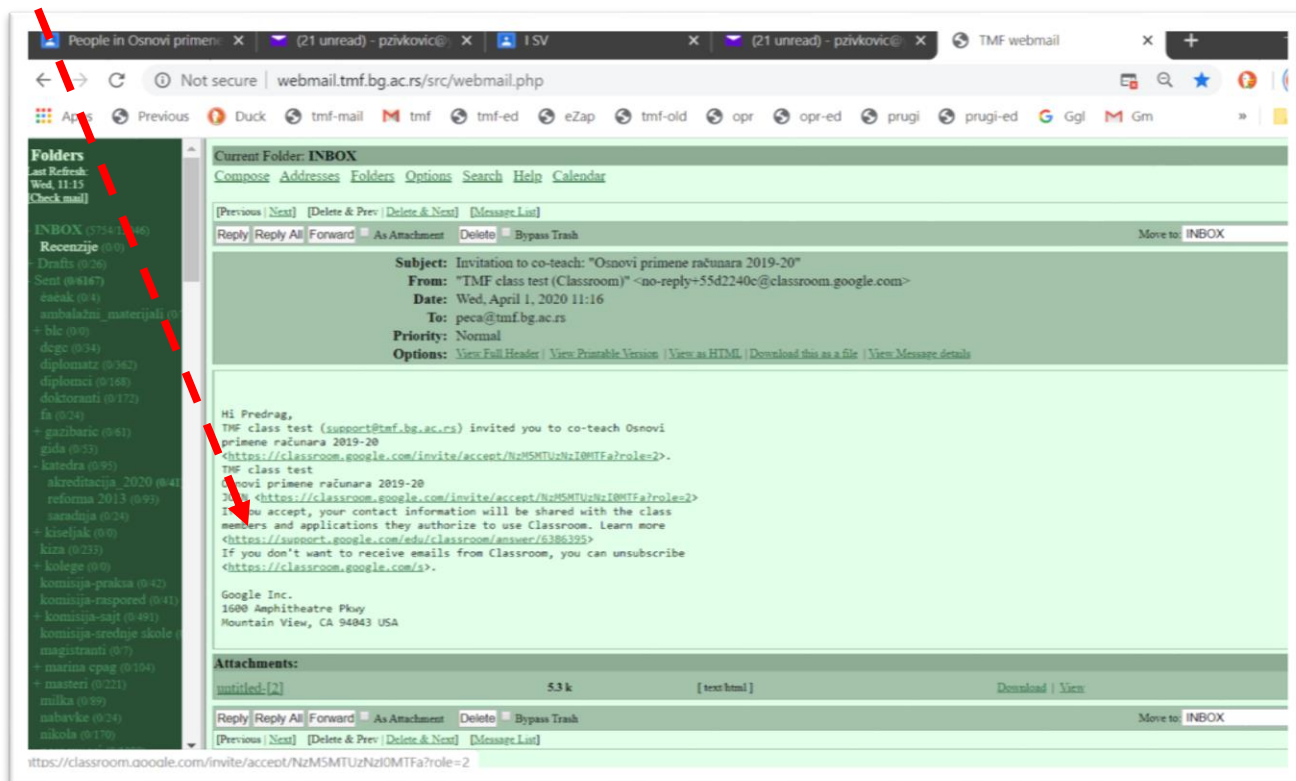 People in Osnovi primen
(21 unread) - pzivkovic@
I SV
(21 unread) - pzivkovic@
TMF webmail
Not secure | webmail.tmf.bg.ac.rs/src/webmail.php
Apps Previous Duck tmf-mail tmf tmf-ed eZap tmf-old opr opr-ed prugi prugi-ed Ggl Gm »
Folders
Last Refresh:
Wed, 11:15
[Check mail]
- INBOX
Recenzije (0/0)
+ Drafts (0/26)
Sent (0/6167)
èaèak (0/4)
ambalažni_materijali
+ blc (0/0)
dcgc (0/34)
diplomatz (0/362)
diplomci (0/168)
doktoranti (0/172)
fa (0/24)
+ gazibaric (0/61)
gida (0/53)
- katedra (0/95)
akreditacija_2020 (0/41
reforma 2013 (0/93)
saradnja (0/24)
+ kiseljak (0/0)
kiza (0/233)
+ kolege (0/0)
komisija-praksa (0/42)
komisija-raspored (0/41)
+ komisija-sajt (0/491)
komisija-srednje skole
magistranti (0/7)
+ marina cpag (0/104)
+ masteri (0/221)
milka (0/89)
nabavke (0/24)
nikola (0/170)
Current Folder: INBOX
Compose Addresses Folders Options Search Help Calendar
[Previous | Next] [Delete & Prev | Delete & Next] [Message List]
Reply Reply All Forward As Attachment Delete Bypass Trash Move to: INBOX
Subject: Invitation to co-teach: "Osnovi primene računara 2019-20"
From: "TMF class test (Classroom)" <no-reply+55d2240c@classroom.google.com>
Date: Wed, April 1, 2020 11:16
To: peca@tmf.bg.ac.rs
Priority: Normal
Options: View Full Header | View Printable Version | View as HTML | Download this as a file | View Message details
Hi Predrag,
TMF class test (support@tmf.bg.ac.rs) invited you to co-teach Osnovi
primene računara 2019-20
<https://classroom.google.com/invite/accept/NzM5MTUzNzI0MTFa?role=2>.
TMF class test
Osnovi primene računara 2019-20
JOIN <https://classroom.google.com/invite/accept/NzM5MTUzNzI0MTFa?role=2>
If you accept, your contact information will be shared with the class
members and applications they authorize to use Classroom. Learn more
<https://support.google.com/edu/classroom/answer/6386395>
If you don't want to receive emails from Classroom, you can unsubscribe
<https://classroom.google.com/s>.
Google Inc.
1600 Amphitheatre Pkwy
Mountain View, CA 94043 USA
Attachments:
untitled-[2] 5.3 k [ text/html ] Download | View
Reply Reply All Forward As Attachment Delete Bypass Trash Move to: INBOX
[Previous | Next] [Delete & Prev | Delete & Next] [Message List]
https://classroom.google.com/invite/accept/NzM5MTUzNzI0MTFa?role=2